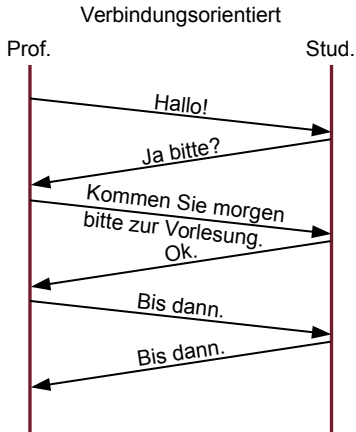 Verbindungsorientiert
Prof.
Stud.
Hallo!
Ja bitte?
Kommen Sie morgen
bitte zur Vorlesung.
Ok.
Bis dann.
Bis dann.